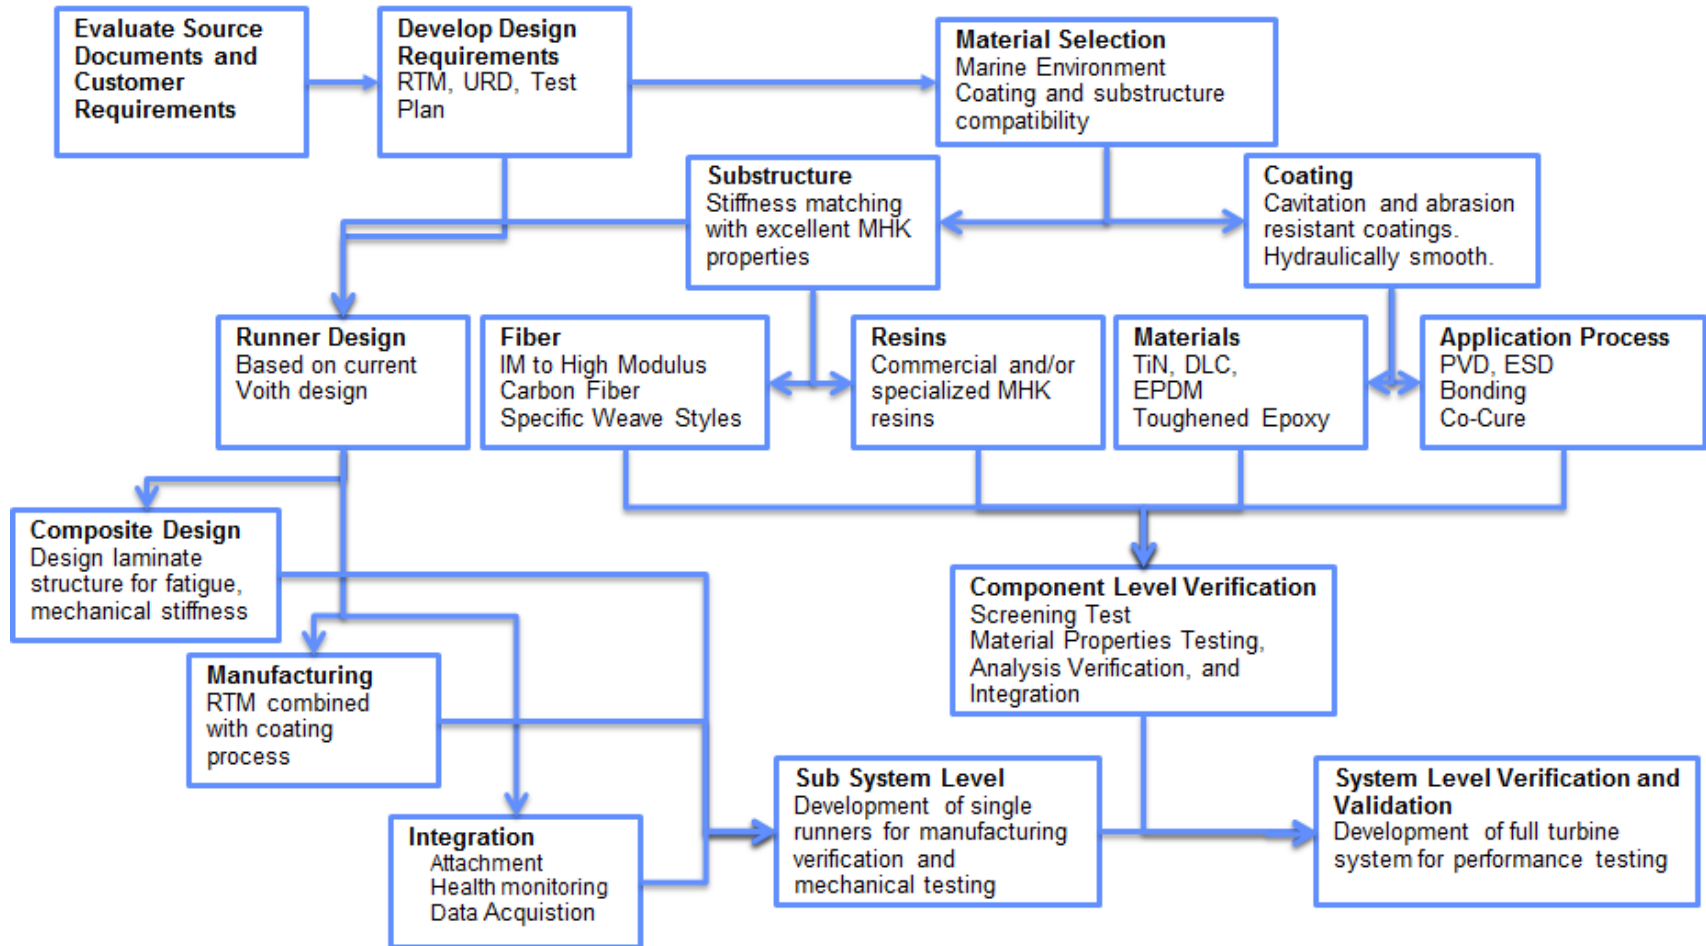 Evaluate Source
Documents and
Customer
Requirements
Develop Design
Requirements
RTM, URD, Test
Plan
Material Selection
Marine Environment
Coating and substructure
compatibility
Substructure
Stiffness matching
with excellent MHK
properties
Coating
Cavitation and abrasion
resistant coatings.
Hydraulically smooth.
Runner Design
Based on current
Voith design
Fiber
IM to High Modulus
Carbon Fiber
Specific Weave Styles
Resins
Commercial and/or
specialized MHK
resins
Materials
TiN, DLC,
EPDM
Toughened Epoxy
Application Process
PVD, ESD
Bonding
Co-Cure
Composite Design
Design laminate
structure for fatigue,
mechanical stiffness
Component Level Verification
Screening Test
Material Properties Testing,
Analysis Verification, and
Integration
Manufacturing
RTM combined
with coating
process
Integration
Attachment
Health monitoring
Data Acquistion
Sub System Level
Development of single
runners for manufacturing
verification and
mechanical testing
System Level Verification and
Validation
Development of full turbine
system for performance testing